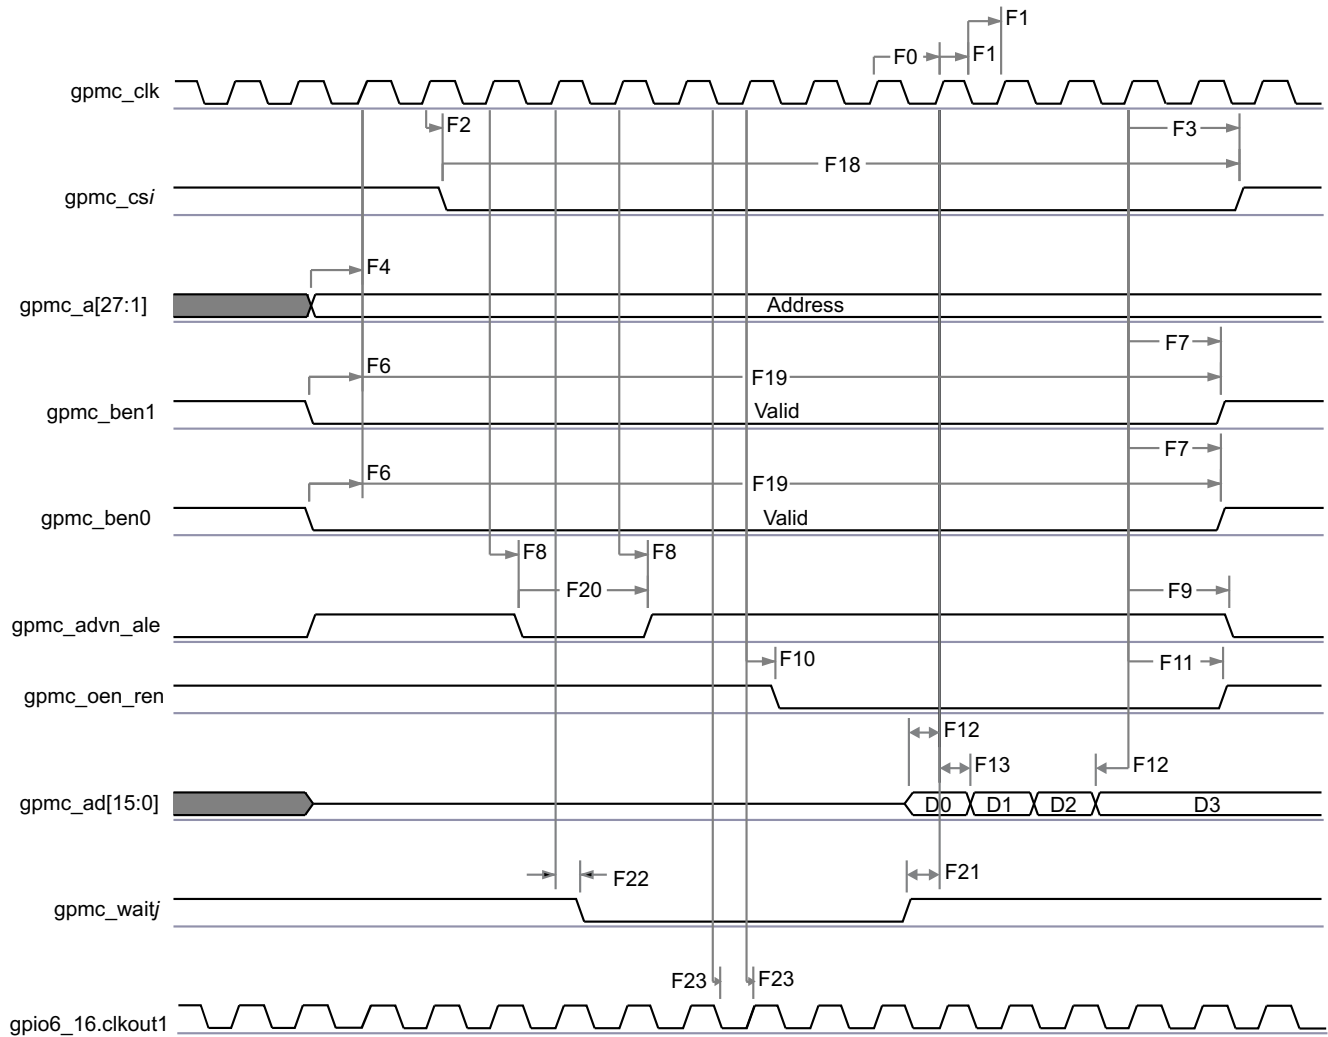 F1
F0
F1
gpmc_clk
F2
F3
F18
gpmc_csi
F4
gpmc_a[27:1]
Address
F7
F6
F19
gpmc_ben1
Valid
F7
F6
F19
gpmc_ben0
Valid
F8
F8
F20
F9
gpmc_advn_ale
F10
F11
gpmc_oen_ren
F12
F13
F12
gpmc_ad[15:0]
D0
D1
D2
D3
F22
F21
gpmc_waitj
F23
F23
gpio6_16.clkout1